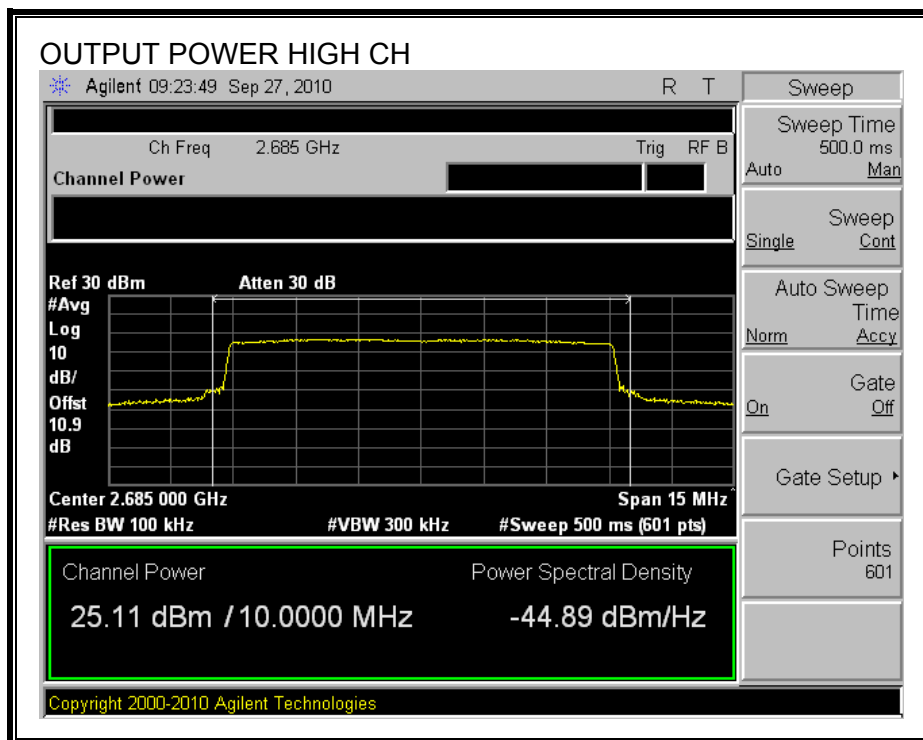 OUTPUT POWER HIGH CH
Agilent 09:23:49 Sep 27, 2010 R T
Sweep
Ch Freq 2.685 GHz Trig RF B
Channel Power
Sweep Time
500.0 ms
Auto Man
Sweep
Single Cont
Ref 30 dBm Atten 30 dB
#Avg
Log
10
dB/
Offst
10.9
dB
Auto Sweep
Time
Norm Accy
Gate
On Off
Gate Setup
Center 2.685 000 GHz Span 15 MHz
#Res BW 100 kHz #VBW 300 kHz #Sweep 500 ms (601 pts)
Points
601
Channel Power Power Spectral Density
25.11 dBm / 10.0000 MHz -44.89 dBm/Hz
Copyright 2000-2010 Agilent Technologies